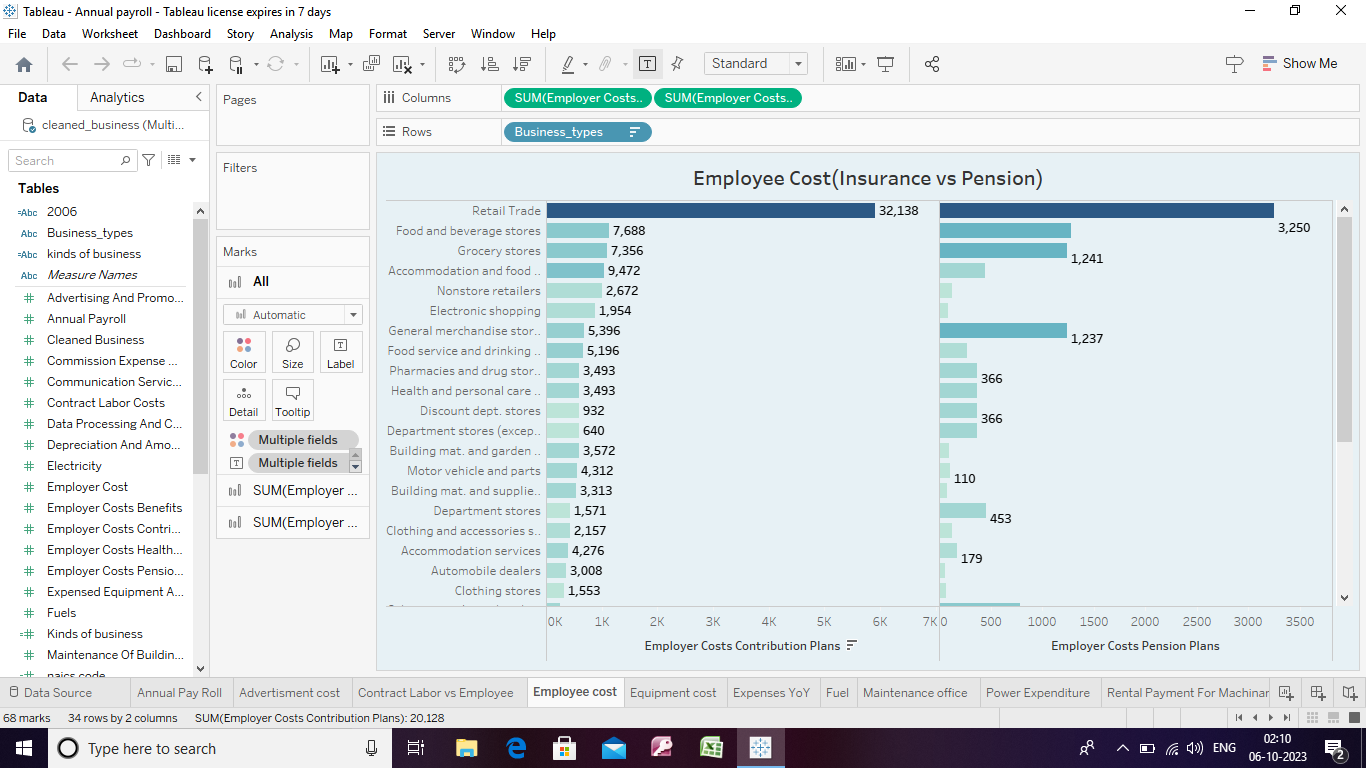 Tableau - Annual payroll - Tableau license expires in 7 days
File Data Worksheet Dashboard Story Analysis Map Format Server Window Help
Standard Show Me
Data Analytics
cleaned_business (Multi...
Search
Tables
=Abc 2006
Abc Business_types
=Abc kinds of business
Abc Measure Names
# Advertising And Promo...
# Annual Payroll
# Cleaned Business
# Commission Expense ...
# Communication Servic...
# Contract Labor Costs
# Data Processing And C...
# Depreciation And Amo...
# Electricity
# Employer Cost
# Employer Costs Benefits
# Employer Costs Contri...
# Employer Costs Health...
# Employer Costs Pensio...
# Expensed Equipment A...
# Fuels
=# Kinds of business
# Maintenance Of Buildin...
=# naics code
Pages
Filters
Marks
All
Automatic
Color Size Label
Detail Tooltip
Multiple fields
Multiple fields
SUM(Employer ...
SUM(Employer ...
Columns SUM(Employer Costs.. SUM(Employer Costs..
Rows Business_types
Employee Cost(Insurance vs Pension)
Retail Trade 32,138 3,250
Food and beverage stores 7,688
Grocery stores 7,356 1,241
Accommodation and food .. 9,472
Nonstore retailers 2,672
Electronic shopping 1,954
General merchandise stor.. 5,396 1,237
Food service and drinking .. 5,196
Pharmacies and drug stor.. 3,493 366
Health and personal care .. 3,493
Discount dept. stores 932 366
Department stores (excep.. 640
Building mat. and garden .. 3,572
Motor vehicle and parts 4,312 110
Building mat. and supplie.. 3,313
Department stores 1,571 453
Clothing and accessories s.. 2,157
Accommodation services 4,276 179
Automobile dealers 3,008
Clothing stores 1,553
0K 1K 2K 3K 4K 5K 6K 7K 0 500 1000 1500 2000 2500 3000 3500
Employer Costs Contribution Plans Employer Costs Pension Plans
Data Source Annual Pay Roll Advertisment cost Contract Labor vs Employee Employee cost Equipment cost Expenses YoY Fuel Maintenance office Power Expenditure Rental Payment For Machinar
68 marks 34 rows by 2 columns SUM(Employer Costs Contribution Plans): 20,128
Type here to search
ENG 02:10
06-10-2023 2